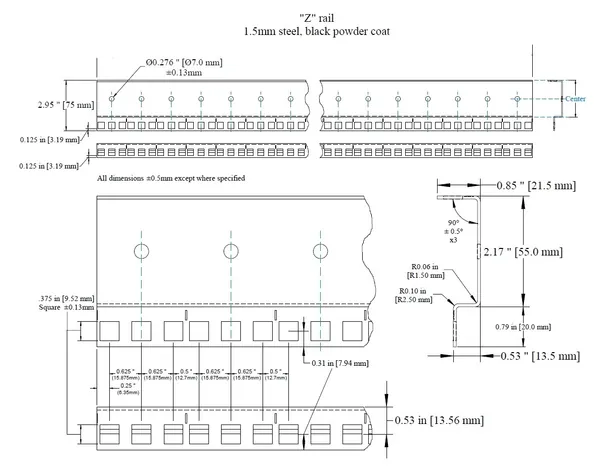 "Z" rail
1.5mm steel, black powder coat
Ø0.276 " [Ø7.0 mm]
±0.13mm
2.95 " [75 mm]
Center
0.125 in [3.19 mm]
0.125 in [3.19 mm]
All dimensions ±0.5mm except where specified
0.85 " [21.5 mm]
90°
± 0.5°
x3
2.17 " [55.0 mm]
R0.06 in
[R1.50 mm]
R0.10 in
[R2.50 mm]
.375 in [9.52 mm]
Square ±0.13mm
0.79 in [20.0 mm]
0.53 " [13.5 mm]
0.31 in [7.94 mm]
0.625 " 0.625 " 0.5 " 0.625 " 0.625 " 0.5 "
(15.875mm) (15.875mm) (12.7mm) (15.875mm) (15.875mm) (12.7mm)
0.25 "
(6.35mm)
0.53 in [13.56 mm]